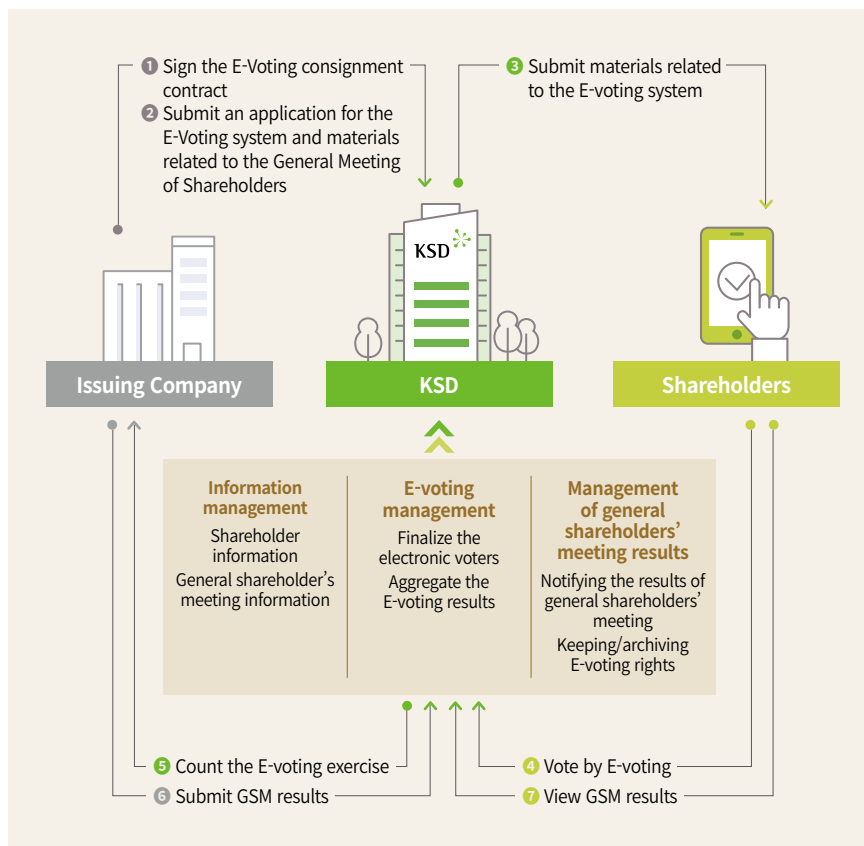 ❶ Sign the E-Voting consignment
contract
❷ Submit an application for the
E-Voting system and materials
related to the General Meeting
of Shareholders
❸ Submit materials related
to the E-voting system
KSD
Issuing Company
KSD
Shareholders
Information
management
Shareholder
information
General shareholder’s
meeting information
E-voting
management
Finalize the
electronic voters
Aggregate the
E-voting results
Management
of general
shareholders’
meeting results
Notifying the results of
general shareholders’
meeting
Keeping/archiving
E-voting rights
❺ Count the E-voting exercise
❻ Submit GSM results
❹ Vote by E-voting
❼ View GSM results